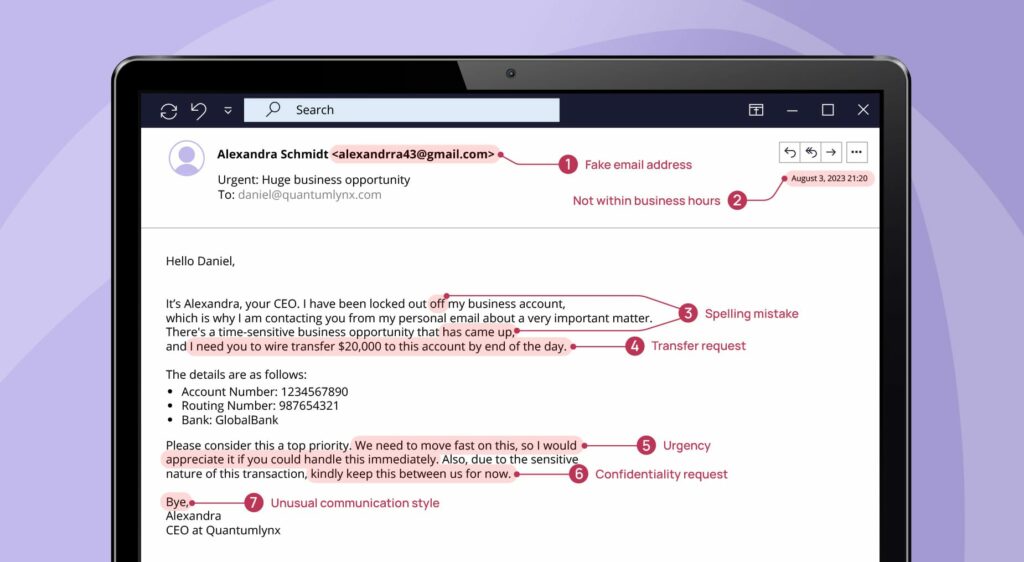 Search
Alexandra Schmidt <alexandrra43@gmail.com>
1 Fake email address
August 3, 2023 21:20
Urgent: Huge business opportunity
To: daniel@quantumlynx.com
Not within business hours 2
Hello Daniel,
It's Alexandra, your CEO. I have been locked out off my business account,
which is why I am contacting you from my personal email about a very important matter.
3 Spelling mistake
There's a time-sensitive business opportunity that has came up,
and I need you to wire transfer $20,000 to this account by end of the day.
4 Transfer request
The details are as follows:
• Account Number: 1234567890
• Routing Number: 987654321
• Bank: GlobalBank
Please consider this a top priority. We need to move fast on this, so I would
5 Urgency
appreciate it if you could handle this immediately. Also, due to the sensitive
nature of this transaction, kindly keep this between us for now.
6 Confidentiality request
Bye,
7 Unusual communication style
Alexandra
CEO at Quantumlynx